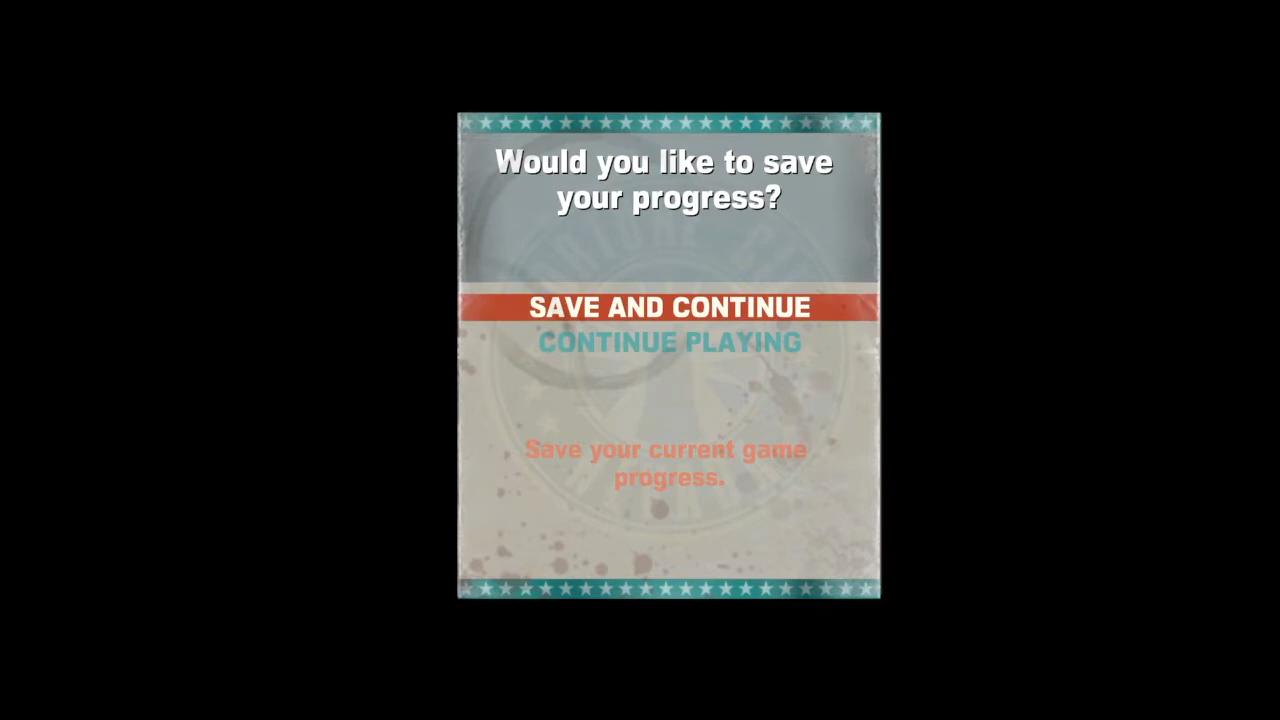 Would you like to save
your progress?
SAVE AND CONTINUE
CONTINUE PLAYING
Save your current game
progress.